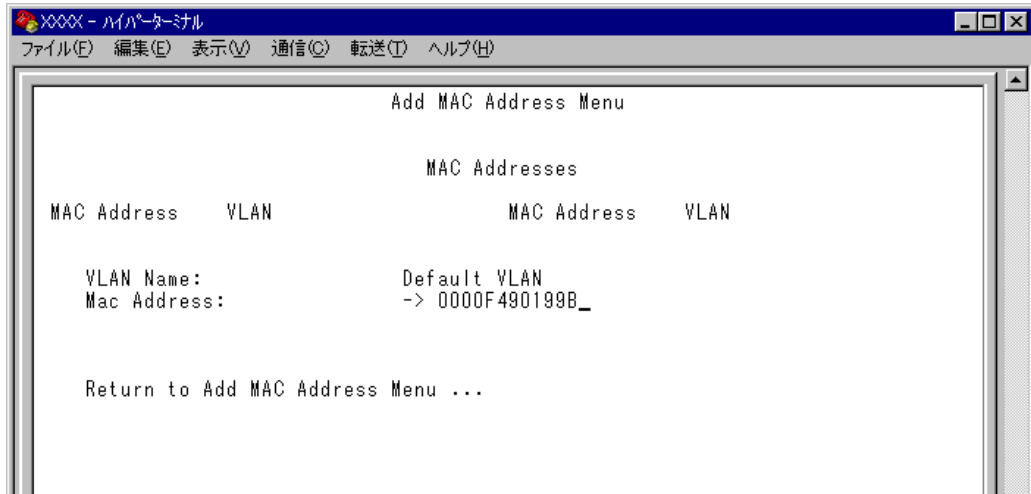 XXXX - ﾊｲﾊﾟｰﾀｰﾐﾅﾙ
ファイル(F) 編集(E) 表示(V) 通信(C) 転送(T) ヘルプ(H)
Add MAC Address Menu
MAC Addresses
MAC Address VLAN MAC Address VLAN
VLAN Name: Default VLAN
Mac Address: -> 0000F490199B_
Return to Add MAC Address Menu ...